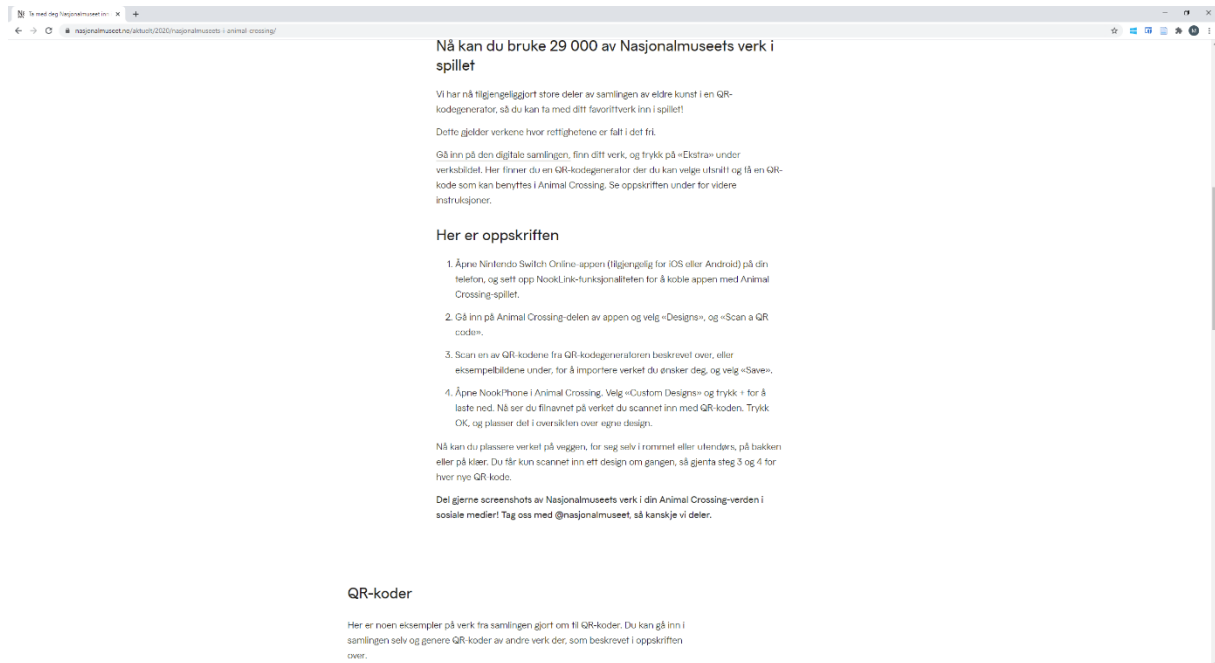 Ta med deg Nasjonalmuseet inn i
nasjonalmuseet.no/aktuelt/2020/nasjonalmuseets-i-animal-crossing/
Nå kan du bruke 29 000 av Nasjonalmuseets verk i
spillet
Vi har nå tilgjengeliggjort store deler av samlingen av eldre kunst i en QR-
kodegenerator, så du kan ta med ditt favorittverk inn i spillet!
Dette gjelder verkene hvor rettighetene er falt i det fri.
Gå inn på den digitale samlingen, finn ditt verk, og trykk på «Ekstra» under
verksbildet. Her finner du en QR-kodegenerator der du kan velge utsnitt og få en QR-
kode som kan benyttes i Animal Crossing. Se oppskriften under for videre
instruksjoner.
Her er oppskriften
1. Åpne Nintendo Switch Online-appen (tilgjengelig for iOS eller Android) på din
telefon, og sett opp NookLink-funksjonaliteten for å koble appen med Animal
Crossing-spillet.
2. Gå inn på Animal Crossing-delen av appen og velg «Designs», og «Scan a QR
code».
3. Scan en av QR-kodene fra QR-kodegeneratoren beskrevet over, eller
eksempelbildene under, for å importere verket du ønsker deg, og velg «Save».
4. Åpne NookPhone i Animal Crossing. Velg «Custom Designs» og trykk + for å
laste ned. Nå ser du filnavnet på verket du scannet inn med QR-koden. Trykk
OK, og plasser det i oversikten over egne design.
Nå kan du plassere verket på veggen, for seg selv i rommet eller utendørs, på bakken
eller på klær. Du får kun scannet inn ett design om gangen, så gjenta steg 3 og 4 for
hver nye QR-kode.
Del gjerne screenshots av Nasjonalmuseets verk i din Animal Crossing-verden i
sosiale medier! Tag oss med @nasjonalmuseet, så kanskje vi deler.
QR-koder
Her er noen eksempler på verk fra samlingen gjort om til QR-koder. Du kan gå inn i
samlingen selv og genere QR-koder av andre verk der, som beskrevet i oppskriften
over.